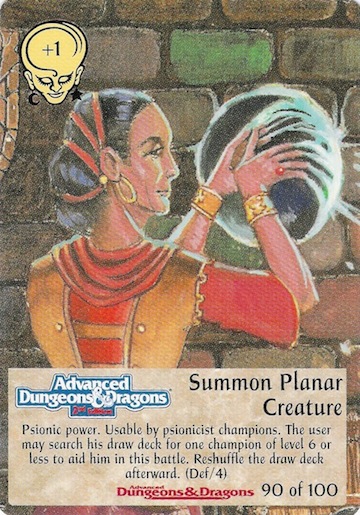 +1
Advanced
Dungeons & Dragons
2nd Edition
Summon Planar
Creature
Psionic power. Usable by psionicist champions. The user
may search his draw deck for one champion of level 6 or
less to aid him in this battle. Reshuffle the draw deck
afterward. (Def/4)
Advanced
Dungeons & Dragons 90 of 100